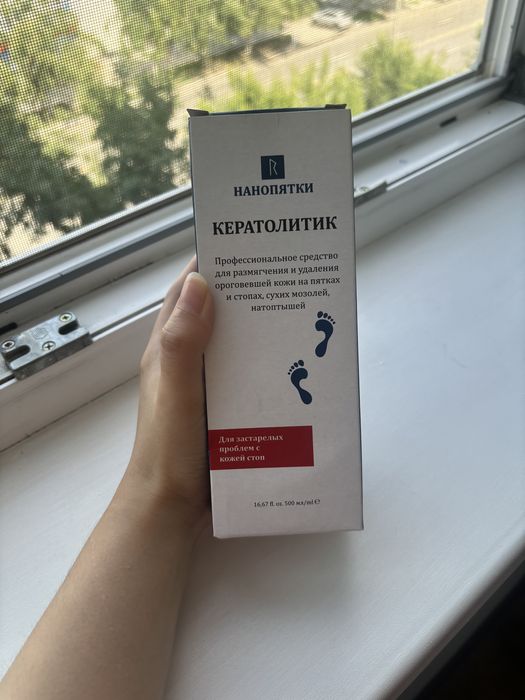 НАНОПЯТКИ
КЕРАТОЛИТИК
Профессиональное средство
для размягчения и удаления
ороговевшей кожи на пятках
и стопах, сухих мозолей,
натоптышей
Для застарелых
проблем с
кожей стоп
16,67 fl. oz. 500 мл/ml ℮